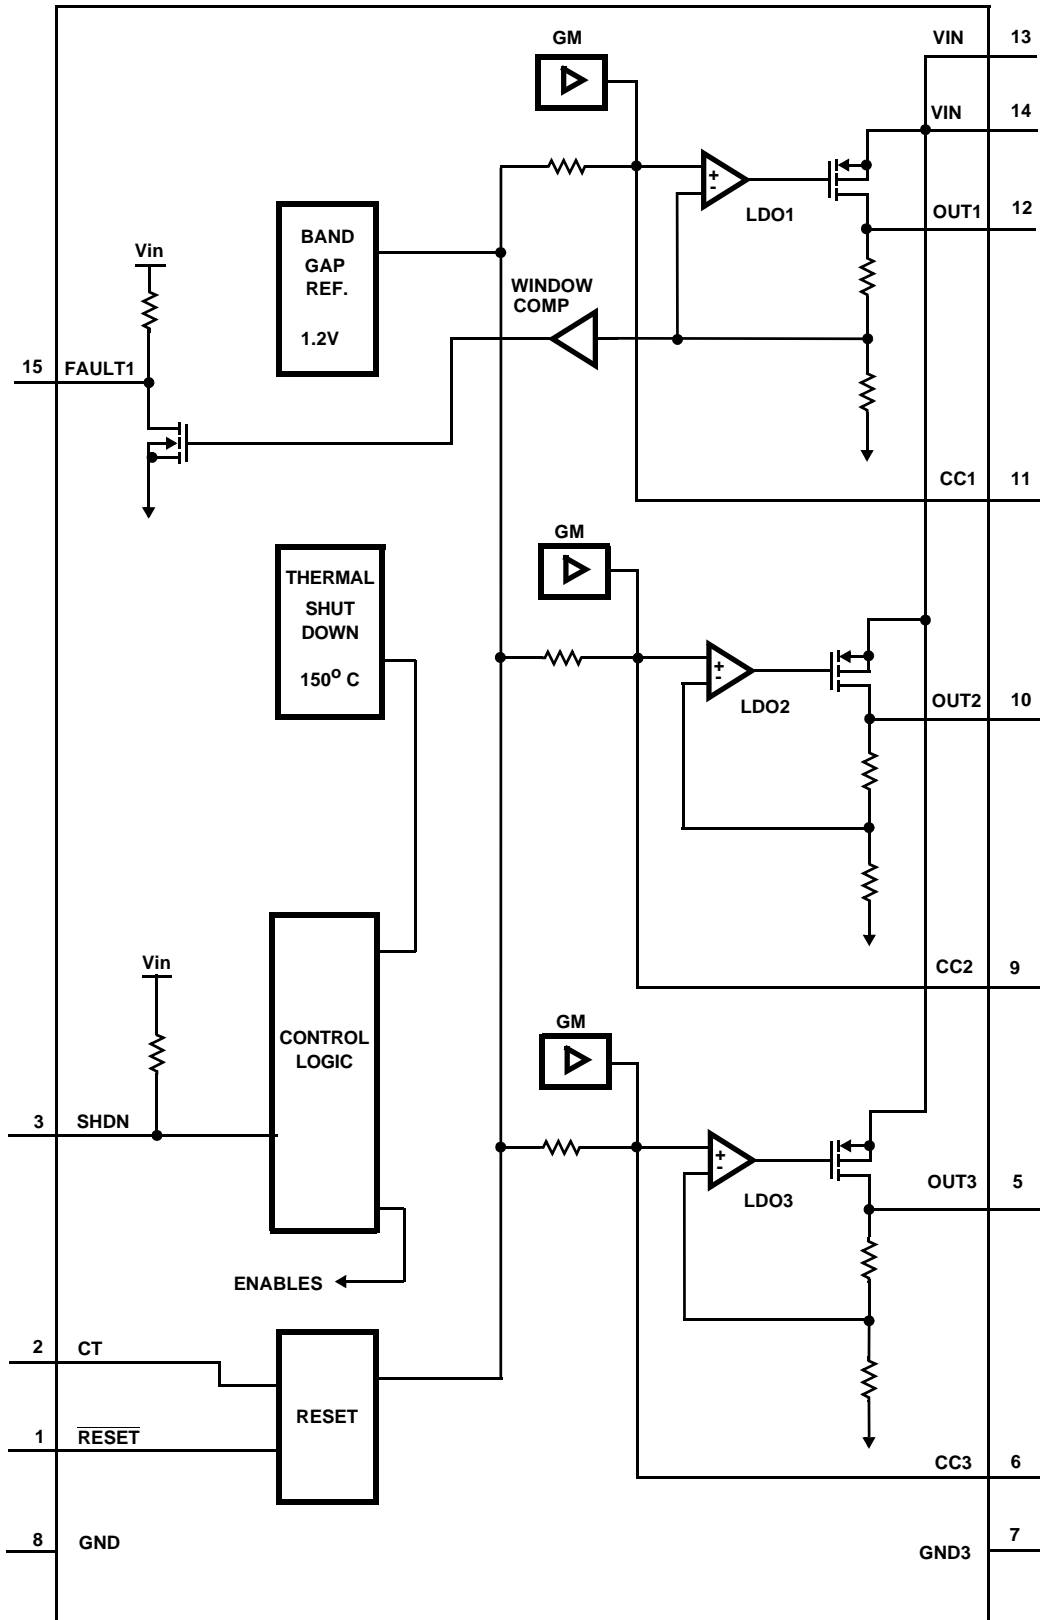 GM
VIN 13
VIN 14
+
-
LDO1
OUT1 12
BAND
GAP
REF.
1.2V
Vin
WINDOW
COMP
15 FAULT1
CC1 11
GM
THERMAL
SHUT
DOWN
150o C
+
-
LDO2
OUT2 10
Vin
CC2 9
GM
CONTROL
LOGIC
3 SHDN
+
-
LDO3
OUT3 5
ENABLES
2 CT
RESET
1 RESET
CC3 6
8 GND
GND3 7